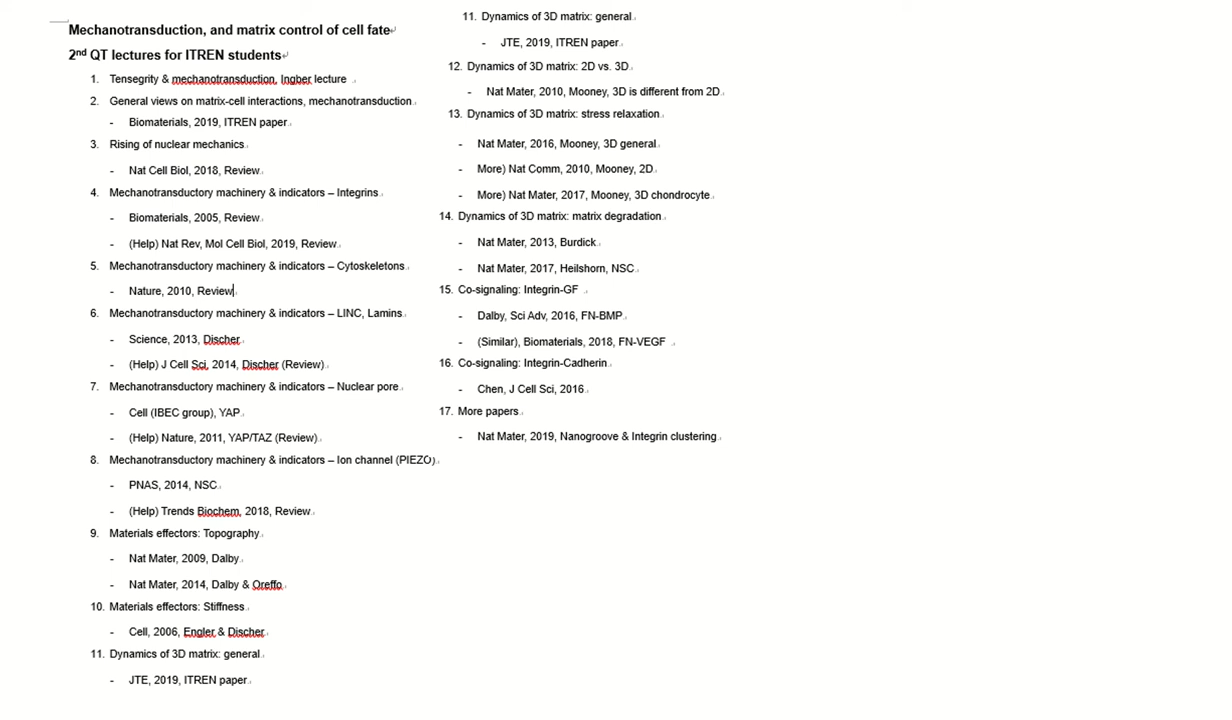 Mechanotransduction, and matrix control of cell fate
2nd QT lectures for ITREN students
1. Tensegrity & mechanotransduction, Ingber lecture
2. General views on matrix-cell interactions, mechanotransduction
- Biomaterials, 2019, ITREN paper
3. Rising of nuclear mechanics
- Nat Cell Biol, 2018, Review
4. Mechanotransductory machinery & indicators – Integrins
- Biomaterials, 2005, Review
- (Help) Nat Rev, Mol Cell Biol, 2019, Review
5. Mechanotransductory machinery & indicators – Cytoskeletons
- Nature, 2010, Review
6. Mechanotransductory machinery & indicators – LINC, Lamins
- Science, 2013, Discher
- (Help) J Cell Sci, 2014, Discher (Review)
7. Mechanotransductory machinery & indicators – Nuclear pore
- Cell (IBEC group), YAP
- (Help) Nature, 2011, YAP/TAZ (Review)
8. Mechanotransductory machinery & indicators – Ion channel (PIEZO)
- PNAS, 2014, NSC
- (Help) Trends Biochem, 2018, Review
9. Materials effectors: Topography
- Nat Mater, 2009, Dalby
- Nat Mater, 2014, Dalby & Oreffo
10. Materials effectors: Stiffness
- Cell, 2006, Engler & Discher
11. Dynamics of 3D matrix: general
- JTE, 2019, ITREN paper
11. Dynamics of 3D matrix: general
- JTE, 2019, ITREN paper
12. Dynamics of 3D matrix: 2D vs. 3D
- Nat Mater, 2010, Mooney, 3D is different from 2D
13. Dynamics of 3D matrix: stress relaxation
- Nat Mater, 2016, Mooney, 3D general
- More) Nat Comm, 2010, Mooney, 2D
- More) Nat Mater, 2017, Mooney, 3D chondrocyte
14. Dynamics of 3D matrix: matrix degradation
- Nat Mater, 2013, Burdick
- Nat Mater, 2017, Heilshorn, NSC
15. Co-signaling: Integrin-GF
- Dalby, Sci Adv, 2016, FN-BMP
- (Similar), Biomaterials, 2018, FN-VEGF
16. Co-signaling: Integrin-Cadherin
- Chen, J Cell Sci, 2016
17. More papers
- Nat Mater, 2019, Nanogroove & Integrin clustering